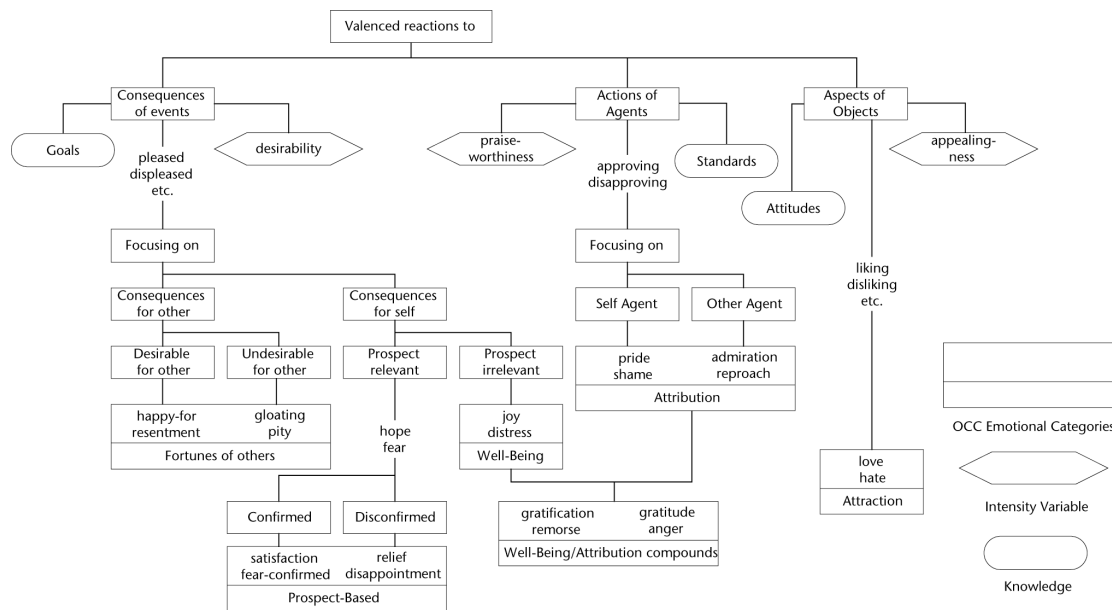 Valenced reactions to
Consequences
of events
Actions of
Agents
Aspects of
Objects
Goals
desirability
praise-
worthiness
Standards
Attitudes
appealing-
ness
pleased
displeased
etc.
approving
disapproving
liking
disliking
etc.
Focusing on
Focusing on
Consequences
for other
Consequences
for self
Self Agent
Other Agent
Desirable
for other
Undesirable
for other
Prospect
relevant
Prospect
irrelevant
pride
shame
admiration
reproach
Attribution
happy-for
resentment
gloating
pity
Fortunes of others
hope
fear
joy
distress
Well-Being
love
hate
Attraction
Confirmed
Disconfirmed
satisfaction
fear-confirmed
relief
disappointment
Prospect-Based
gratification
remorse
gratitude
anger
Well-Being/Attribution compounds
OCC Emotional Categories
Intensity Variable
Knowledge